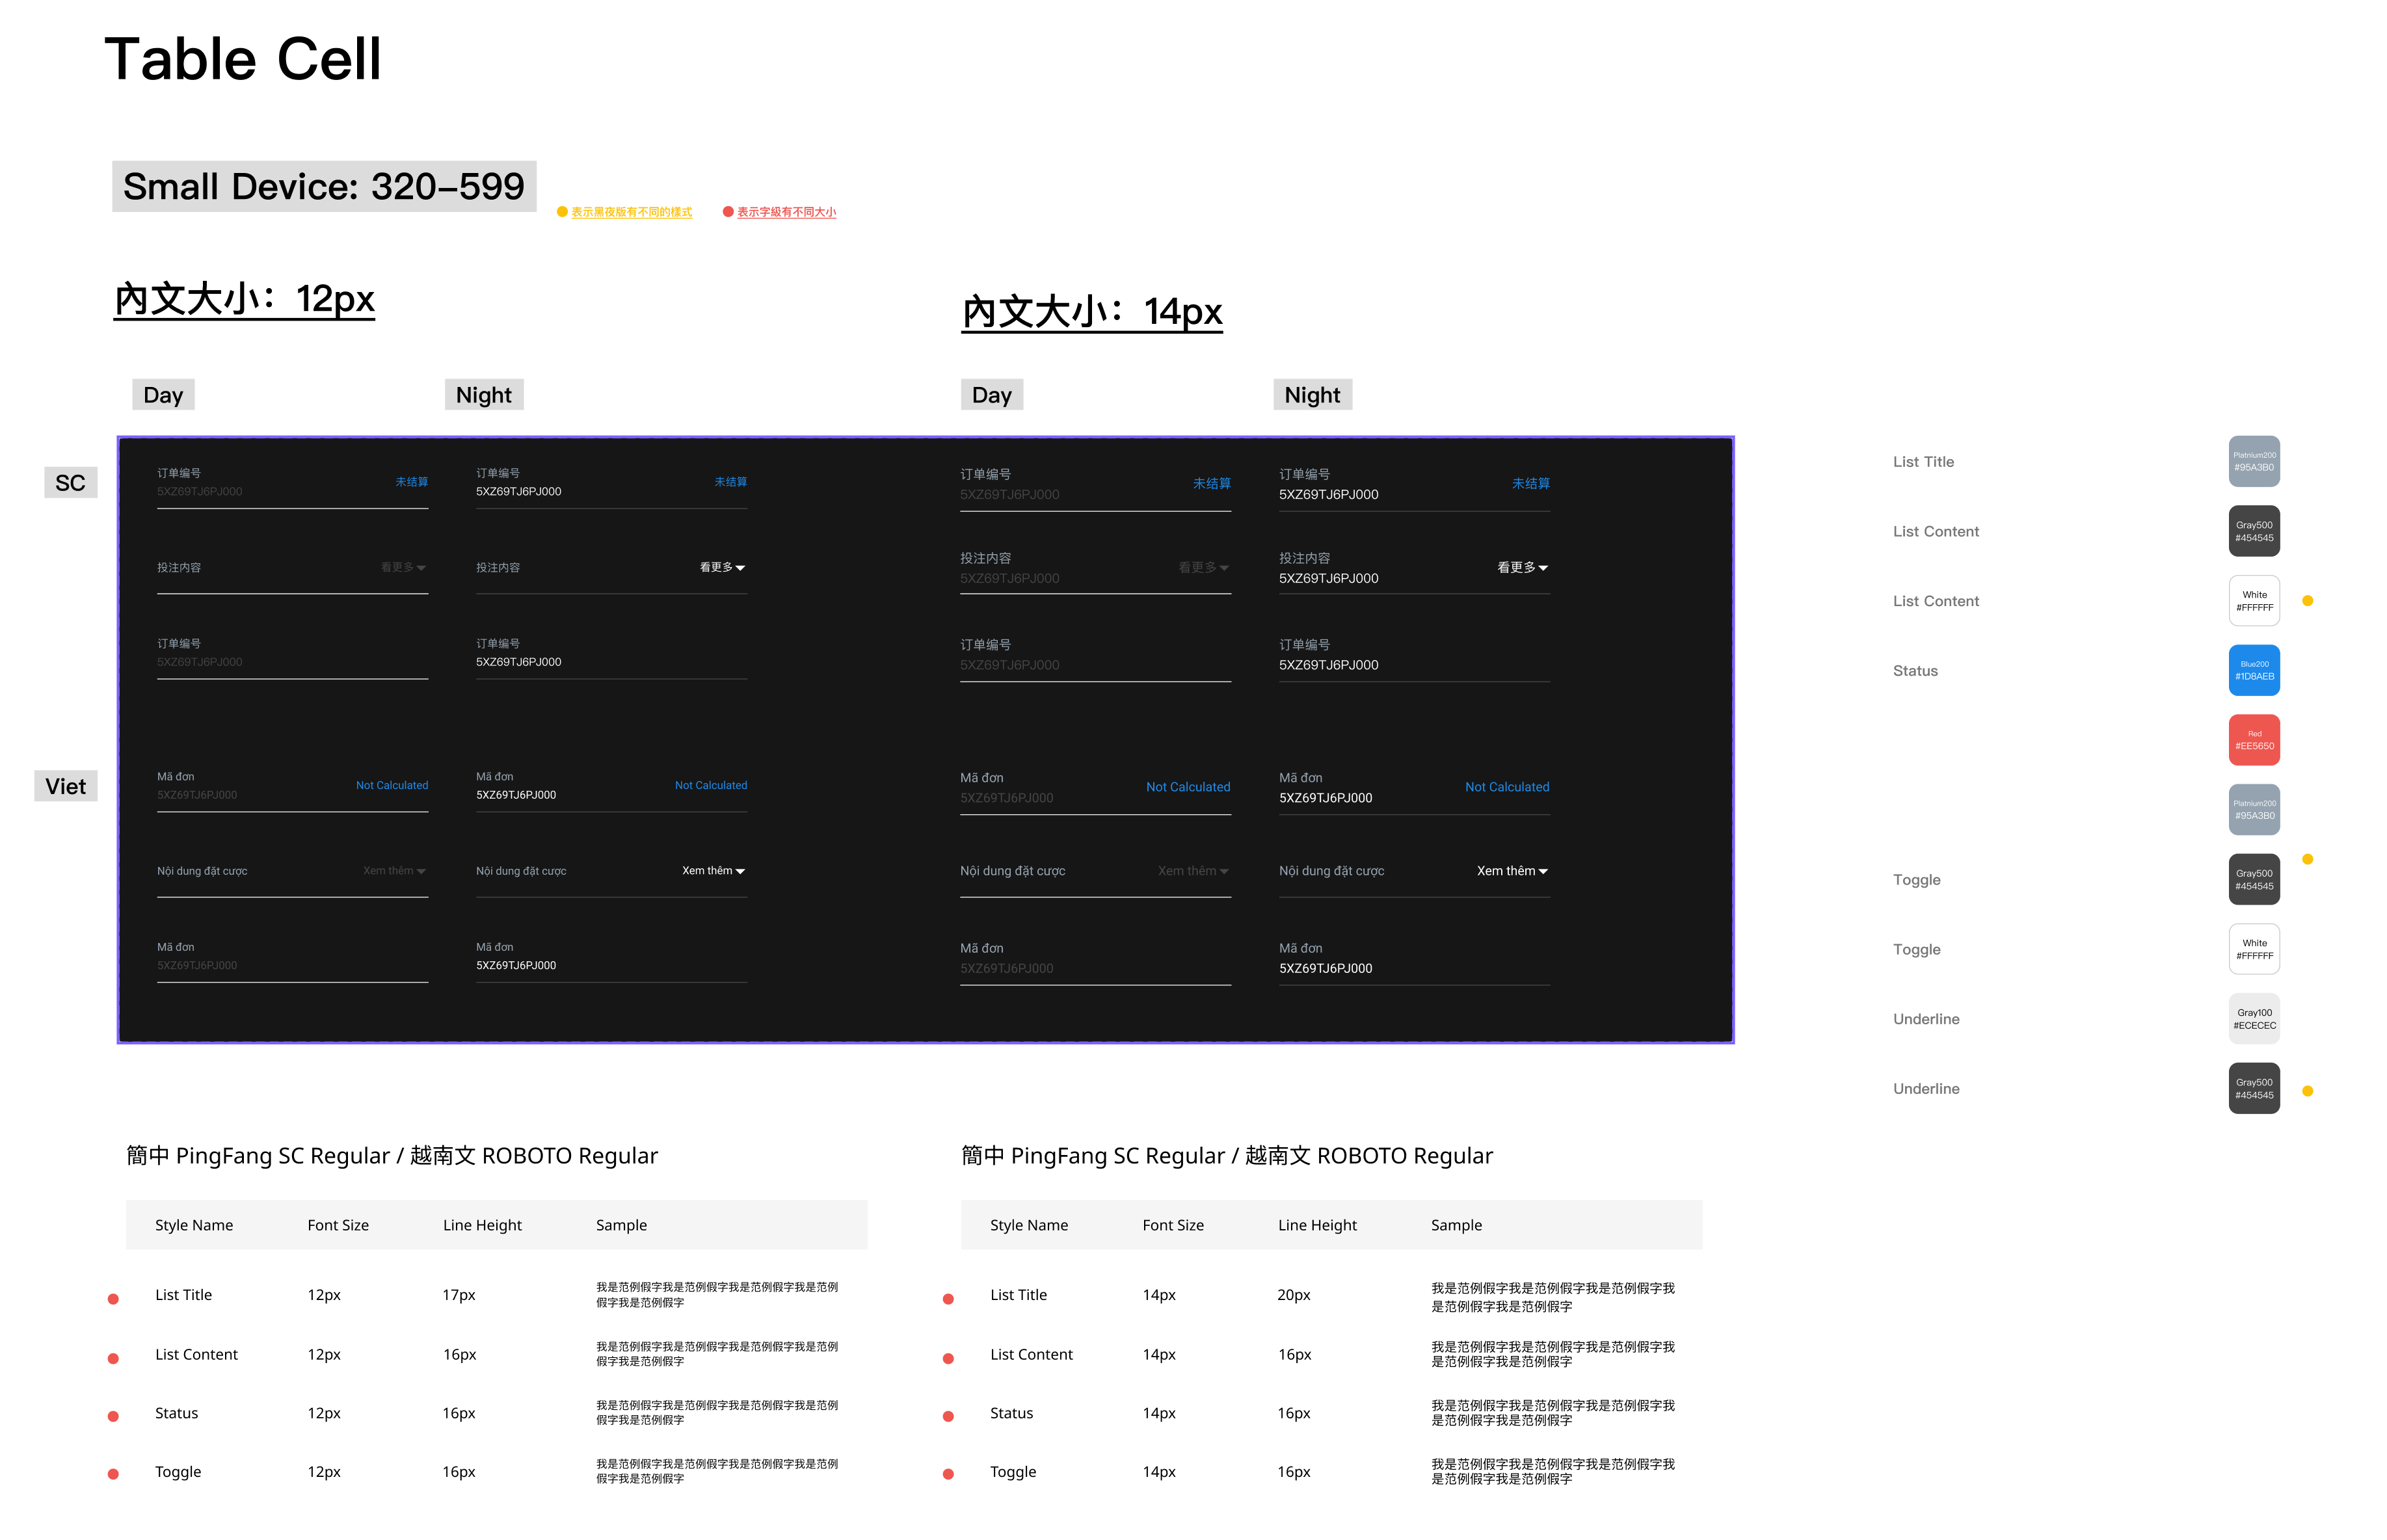 Table Cell
Small Device: 320–599
表示黑夜版有不同的樣式
表示字級有不同大小
內文大小：12px
內文大小：14px
Day
Night
Day
Night
SC
订单编号
5XZ69TJ6PJ000
未结算
订单编号
5XZ69TJ6PJ000
未结算
订单编号
5XZ69TJ6PJ000
未结算
订单编号
5XZ69TJ6PJ000
未结算
投注内容
看更多
投注内容
看更多
投注内容
5XZ69TJ6PJ000
看更多
投注内容
5XZ69TJ6PJ000
看更多
订单编号
5XZ69TJ6PJ000
订单编号
5XZ69TJ6PJ000
订单编号
5XZ69TJ6PJ000
订单编号
5XZ69TJ6PJ000
Viet
Mã đơn
5XZ69TJ6PJ000
Not Calculated
Mã đơn
5XZ69TJ6PJ000
Not Calculated
Mã đơn
5XZ69TJ6PJ000
Not Calculated
Mã đơn
5XZ69TJ6PJ000
Not Calculated
Nội dung đặt cược
Xem thêm
Nội dung đặt cược
Xem thêm
Nội dung đặt cược
Xem thêm
Nội dung đặt cược
Xem thêm
Mã đơn
5XZ69TJ6PJ000
Mã đơn
5XZ69TJ6PJ000
Mã đơn
5XZ69TJ6PJ000
Mã đơn
5XZ69TJ6PJ000
List Title
Platnium200
#95A3B0
List Content
Gray500
#454545
List Content
White
#FFFFFF
Status
Blue200
#1D8AEB
Red
#EE5650
Platnium200
#95A3B0
Toggle
Gray500
#454545
Toggle
White
#FFFFFF
Underline
Gray100
#ECECEC
Underline
Gray500
#454545
簡中 PingFang SC Regular / 越南文 ROBOTO Regular
Style Name
Font Size
Line Height
Sample
List Title
12px
17px
我是范例假字我是范例假字我是范例假字我是范例
假字我是范例假字
List Content
12px
16px
我是范例假字我是范例假字我是范例假字我是范例
假字我是范例假字
Status
12px
16px
我是范例假字我是范例假字我是范例假字我是范例
假字我是范例假字
Toggle
12px
16px
我是范例假字我是范例假字我是范例假字我是范例
假字我是范例假字
簡中 PingFang SC Regular / 越南文 ROBOTO Regular
Style Name
Font Size
Line Height
Sample
List Title
14px
20px
我是范例假字我是范例假字我是范例假字我
是范例假字我是范例假字
List Content
14px
16px
我是范例假字我是范例假字我是范例假字我
是范例假字我是范例假字
Status
14px
16px
我是范例假字我是范例假字我是范例假字我
是范例假字我是范例假字
Toggle
14px
16px
我是范例假字我是范例假字我是范例假字我
是范例假字我是范例假字